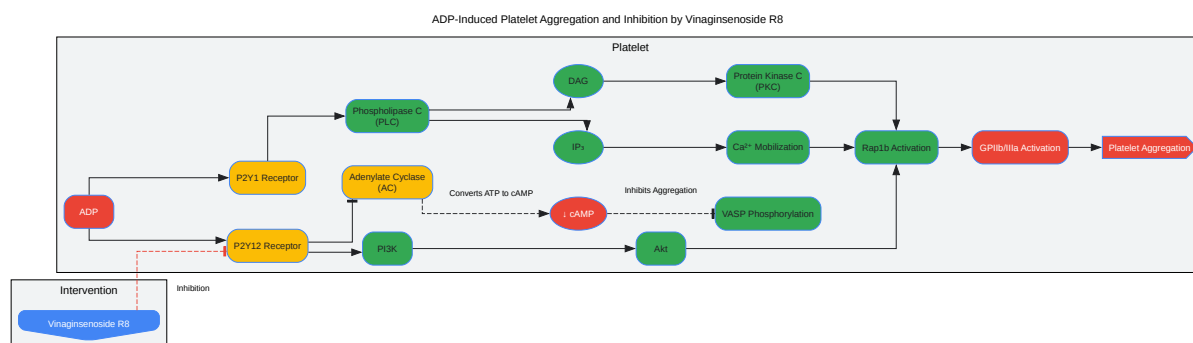 ADP-Induced Platelet Aggregation and Inhibition by Vinaginsenoside R8
Platelet
DAG
Protein Kinase C
(PKC)
Phospholipase C
(PLC)
IP₃
Ca²⁺ Mobilization
Rap1b Activation
GPIIb/IIIa Activation
Platelet Aggregation
P2Y1 Receptor
Adenylate Cyclase
(AC)
Converts ATP to cAMP
Inhibits Aggregation
ADP
↓ cAMP
VASP Phosphorylation
P2Y12 Receptor
PI3K
Akt
Intervention
Inhibition
Vinaginsenoside R8